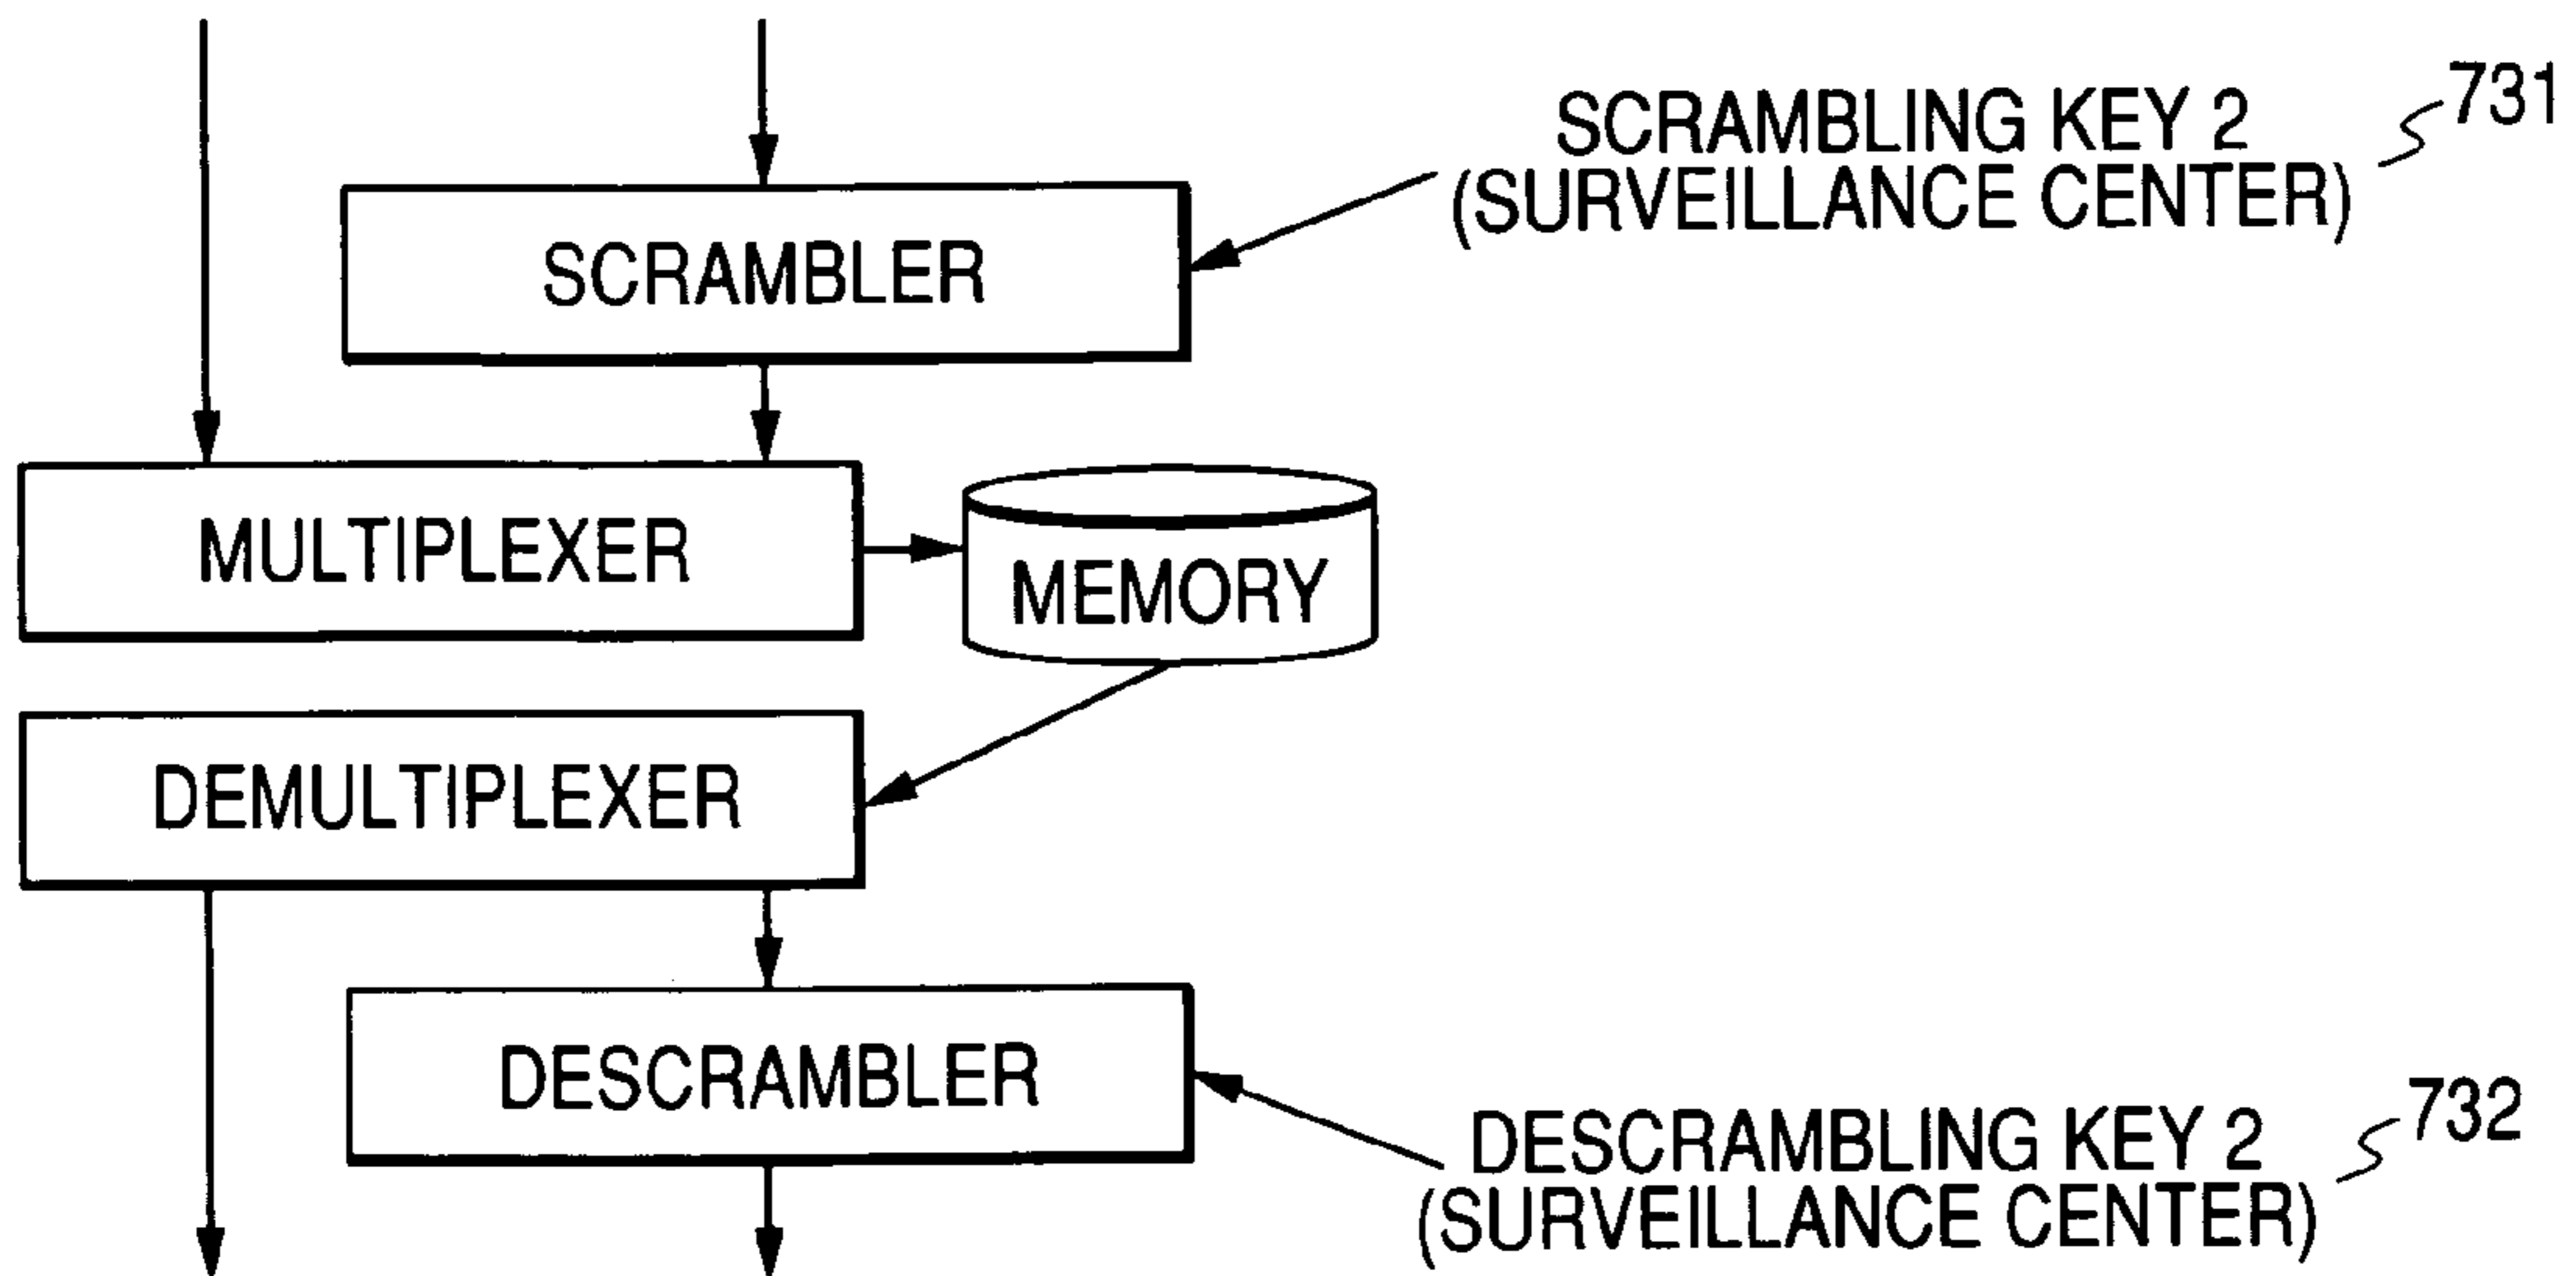 731
SCRAMBLING KEY 2
(SURVEILLANCE CENTER)
SCRAMBLER
MULTIPLEXER
MEMORY
DEMULTIPLEXER
DESCRAMBLER
732
DESCRAMBLING KEY 2
(SURVEILLANCE CENTER)